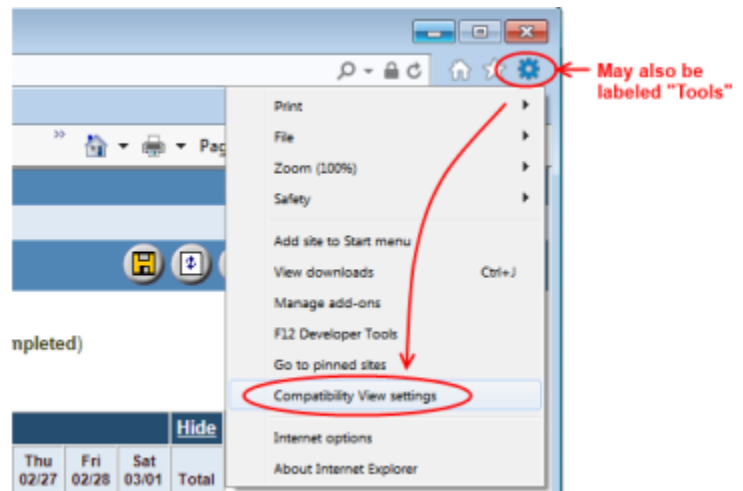 May also be
labeled "Tools"
Print
File
Zoom (100%)
Safety
Add site to Start menu
View downloads Ctrl+J
Manage add-ons
F12 Developer Tools
Go to pinned sites
Compatibility View settings
Internet options
About Internet Explorer
Pag
mpleted)
Hide
Thu Fri Sat
02/27 02/28 03/01 Total